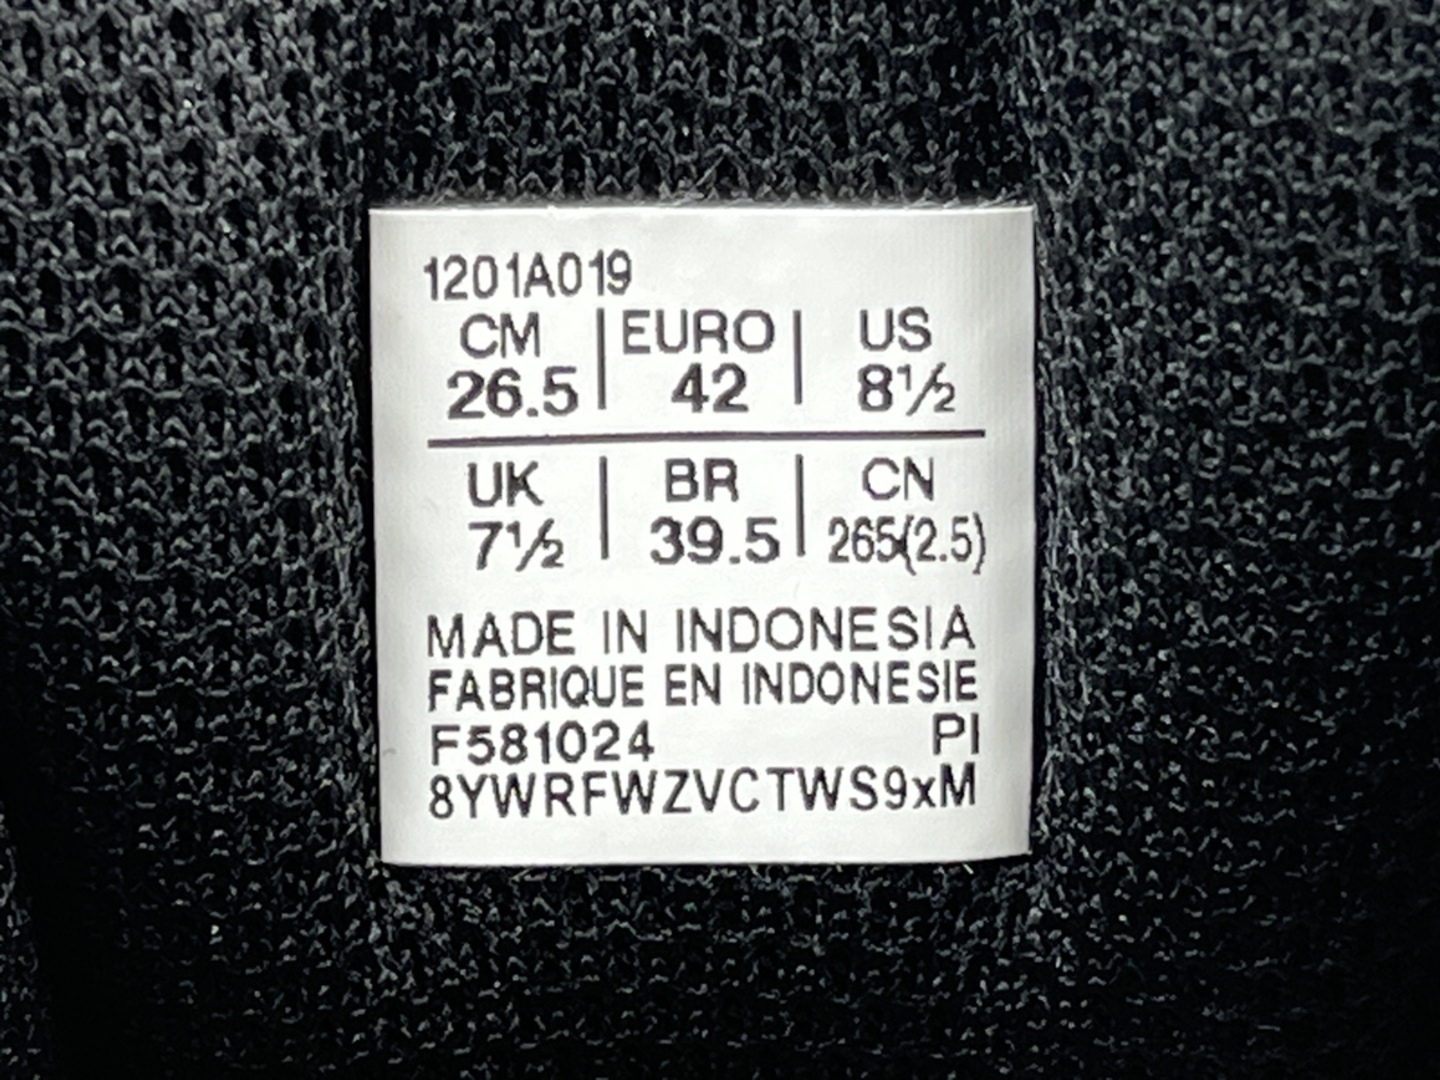 1201A019
CM | EURO | US
26.5 | 42 | 8½
UK | BR | CN
7½ | 39.5 | 265(2.5)
MADE IN INDONESIA
FABRIQUE EN INDONESIE
F581024 PI
8YWRFWZVCTWS9xM